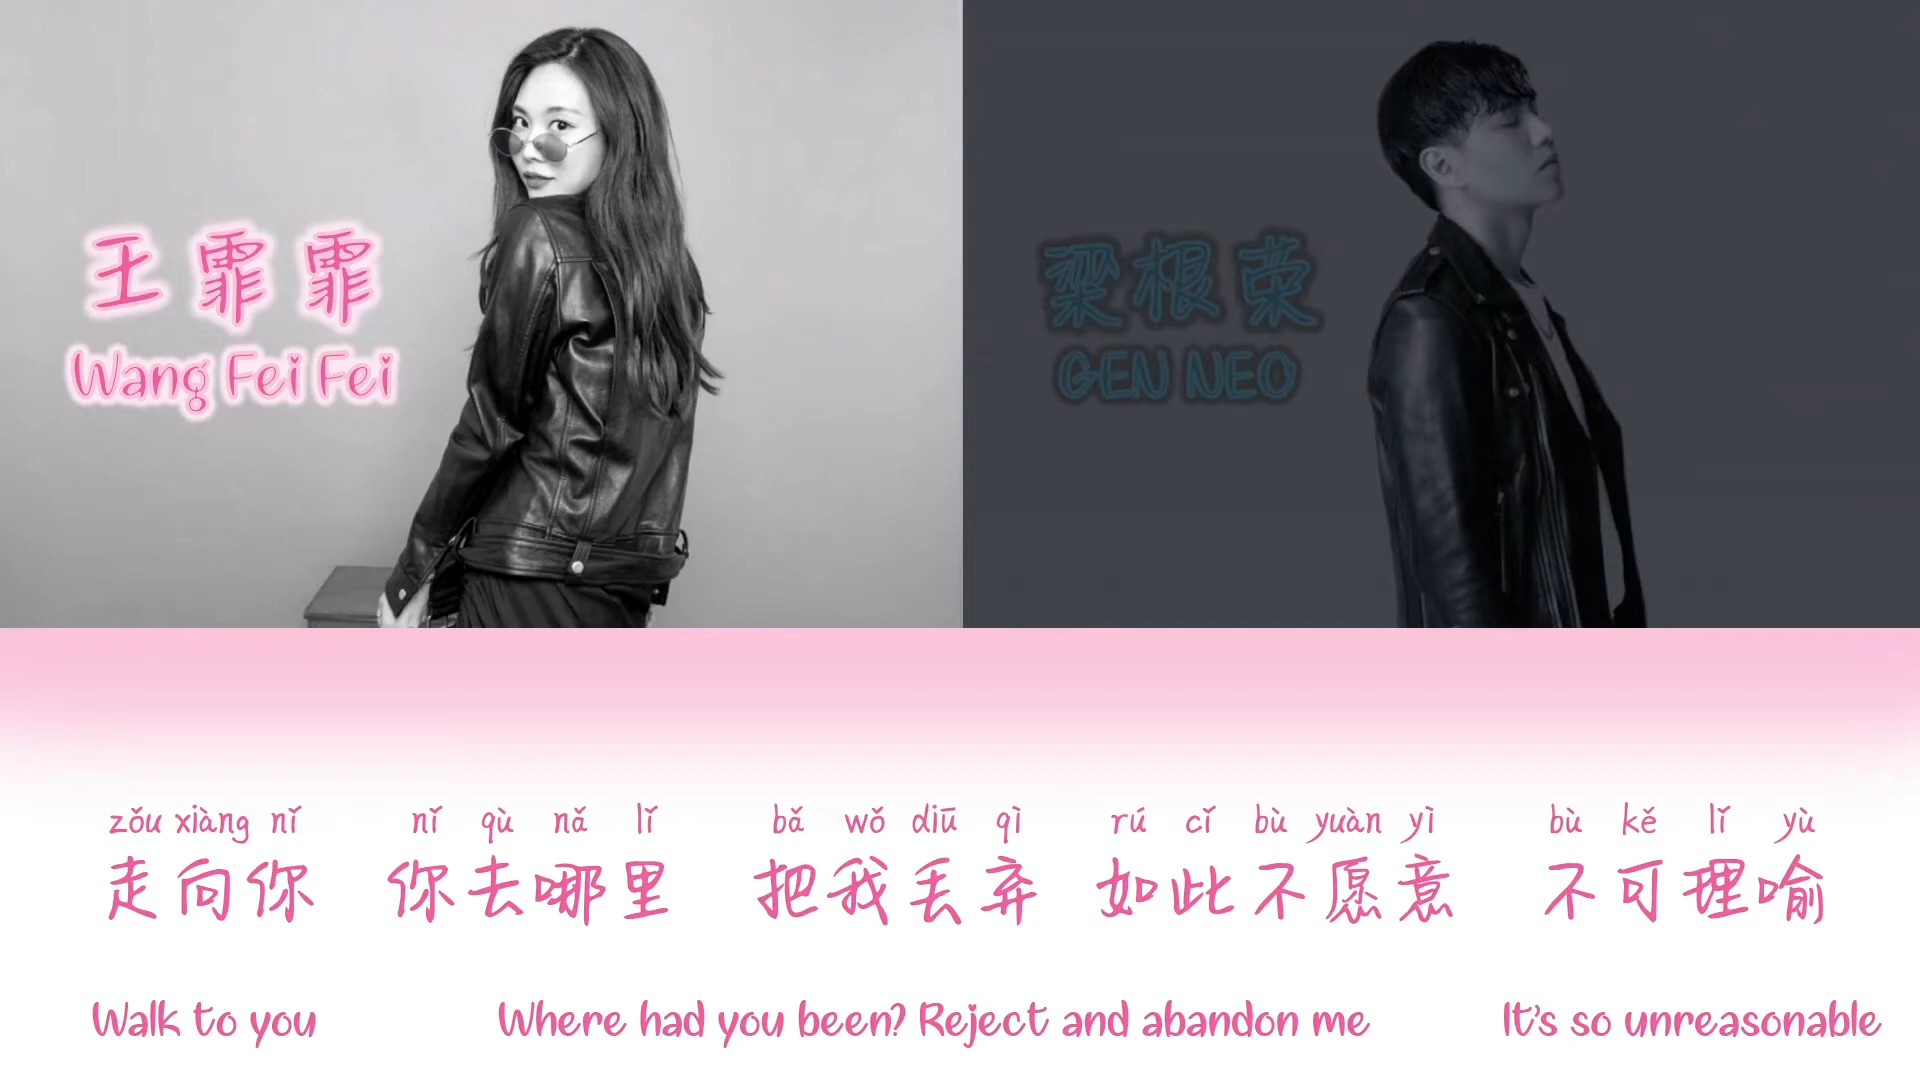 王霏霏
Wang Fei Fei
梁根荣
GEN NEO
zǒu xiàng nǐ nǐ qù nǎ lǐ bǎ wǒ diū qì rú cǐ bù yuàn yì bù kě lǐ yù
走向你 你去哪里 把我丢弃 如此不愿意 不可理喻
Walk to you Where had you been? Reject and abandon me It's so unreasonable